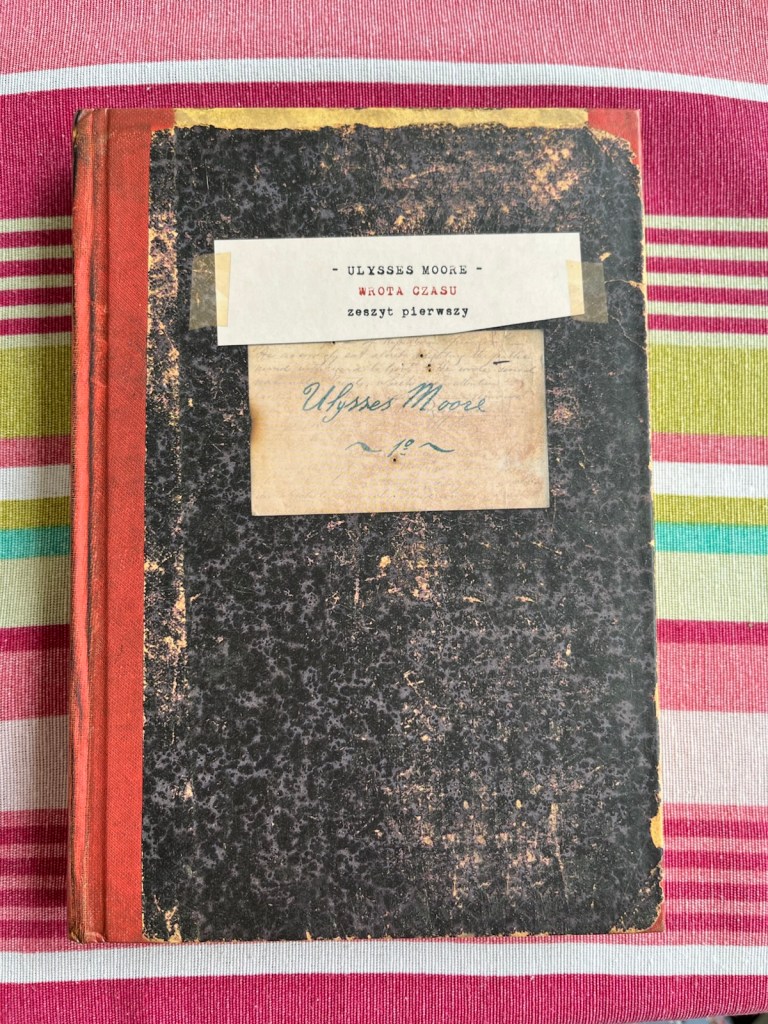 - ULYSSES MOORE -
WROTA CZASU
zeszyt pierwszy
Ulysses Moore
~ 1º ~